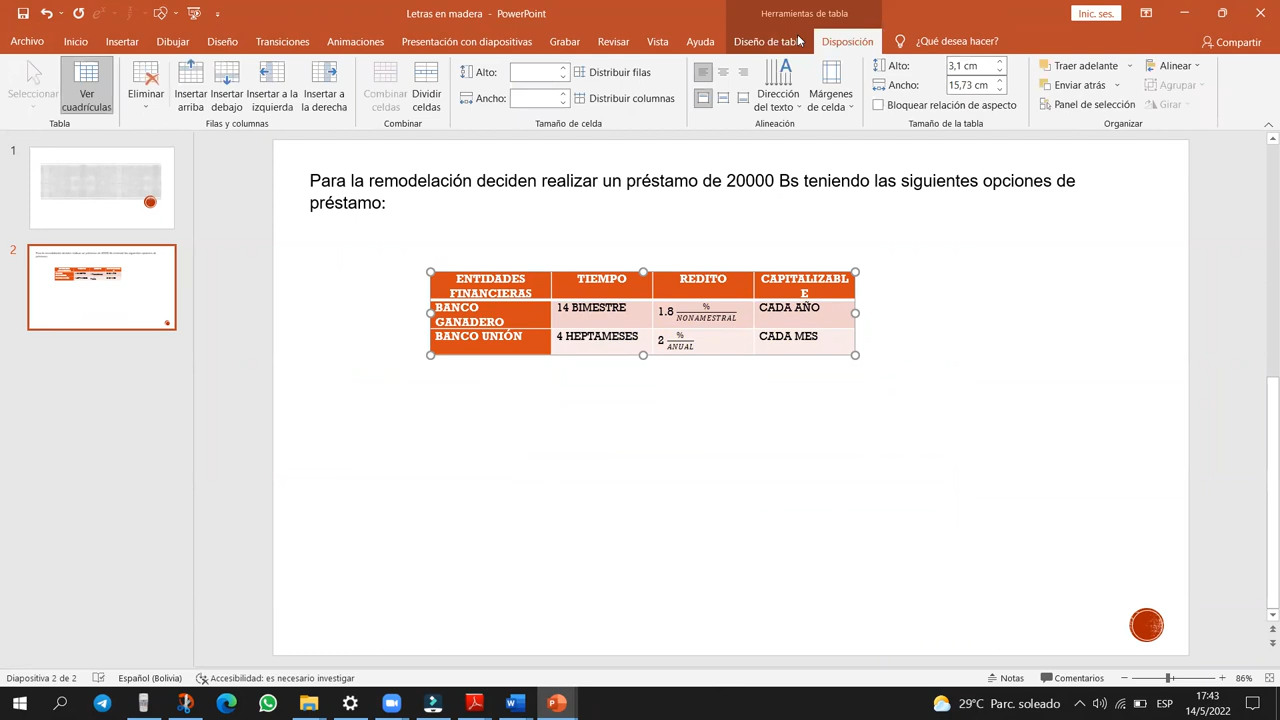 Letras en madera - PowerPoint
Herramientas de tabla
Inic. ses.
Archivo Inicio Insertar Dibujar Diseño Transiciones Animaciones Presentación con diapositivas Grabar Revisar Vista Ayuda Diseño de tabla Disposición ¿Qué desea hacer? Compartir
Seleccionar
Ver
cuadrículas
Eliminar
Insertar
arriba
Insertar
debajo
Insertar a la
izquierda
Insertar a
la derecha
Combinar
celdas
Dividir
celdas
Alto:
Ancho:
Distribuir filas
Distribuir columnas
Dirección
del texto
Márgenes
de celda
Alto: 3,1 cm
Ancho: 15,73 cm
Bloquear relación de aspecto
Traer adelante
Enviar atrás
Panel de selección
Alinear
Agrupar
Girar
Tabla Filas y columnas Combinar Tamaño de celda Alineación Tamaño de la tabla Organizar
1
2
Para la remodelación deciden realizar un préstamo de 20000 Bs teniendo las siguientes opciones de
préstamo:
ENTIDADES
FINANCIERAS
TIEMPO
REDITO
CAPITALIZABL
E
BANCO
GANADERO
14 BIMESTRE
1.8 %/NONAMESTRAL
CADA AÑO
BANCO UNIÓN
4 HEPTAMESES
2 %/ANUAL
CADA MES
Diapositiva 2 de 2 Español (Bolivia) Accesibilidad: es necesario investigar Notas Comentarios 86%
29°C Parc. soleado ESP
17:43
14/5/2022